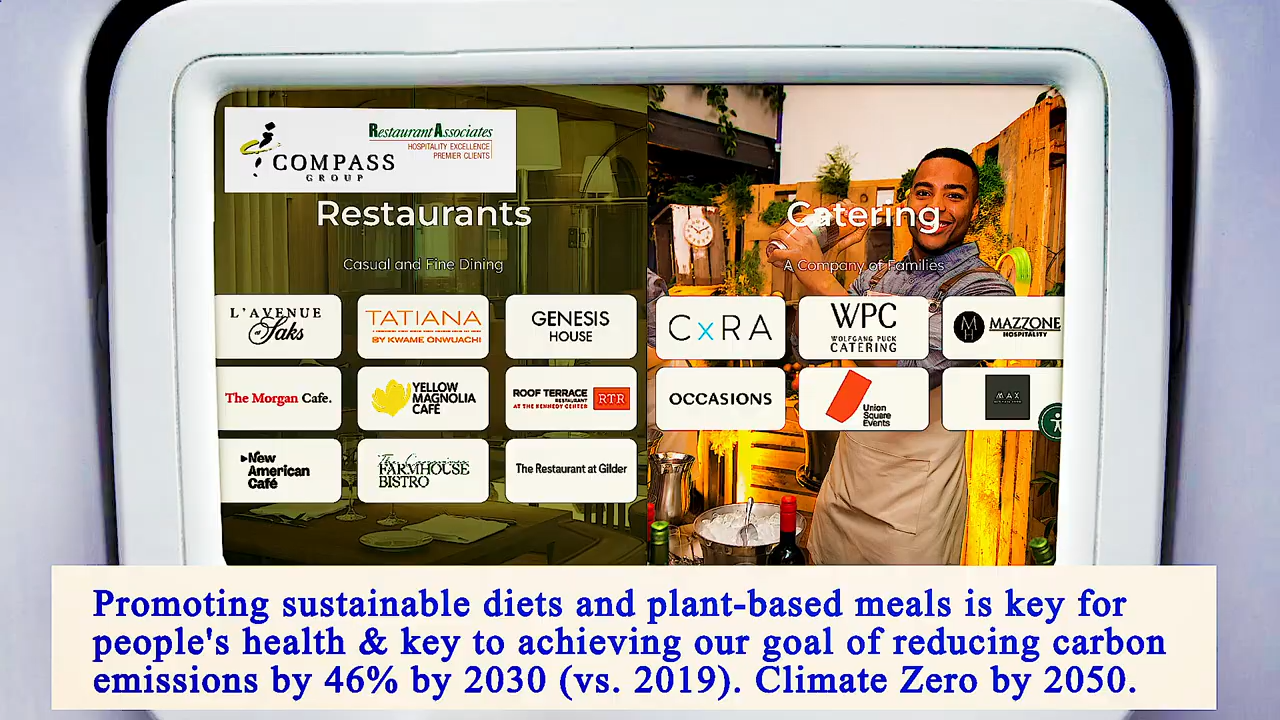 COMPASS
GROUP
RESTAURANT ASSOCIATES
HOSPITALITY EXCELLENCE
PREMIER CLIENTS
Restaurants
Casual and Fine Dining
L'AVENUE
Saks
TATIANA
BY KWAME ONWUACHI
GENESIS
HOUSE
The Morgan Cafe.
YELLOW
MAGNOLIA
CAFÉ
ROOF TERRACE
RESTAURANT
AT THE KENNEDY CENTER
RTR
New
American
Café
FARMHOUSE
BISTRO
The Restaurant at Gilder
Catering
A Company of Families
CxRA
WPC
WOLFGANG PUCK
CATERING
MH
MAZZONE
HOSPITALITY
OCCASIONS
Union
Square
Events
MAX
Promoting sustainable diets and plant-based meals is key for
people's health & key to achieving our goal of reducing carbon
emissions by 46% by 2030 (vs. 2019). Climate Zero by 2050.